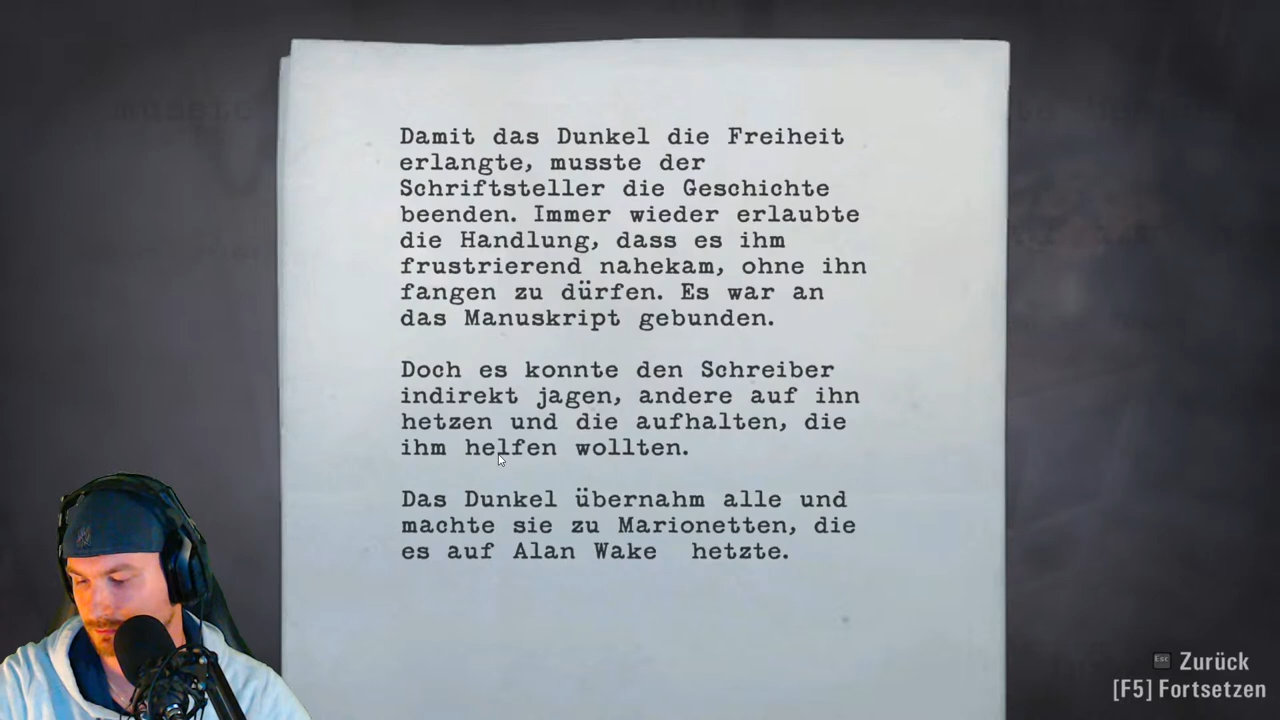 Damit das Dunkel die Freiheit
erlangte, musste der
Schriftsteller die Geschichte
beenden. Immer wieder erlaubte
die Handlung, dass es ihm
frustrierend nahekam, ohne ihn
fangen zu dürfen. Es war an
das Manuskript gebunden.
Doch es konnte den Schreiber
indirekt jagen, andere auf ihn
hetzen und die aufhalten, die
ihm helfen wollten.
Das Dunkel übernahm alle und
machte sie zu Marionetten, die
es auf Alan Wake  hetzte.
Esc Zurück
[F5] Fortsetzen